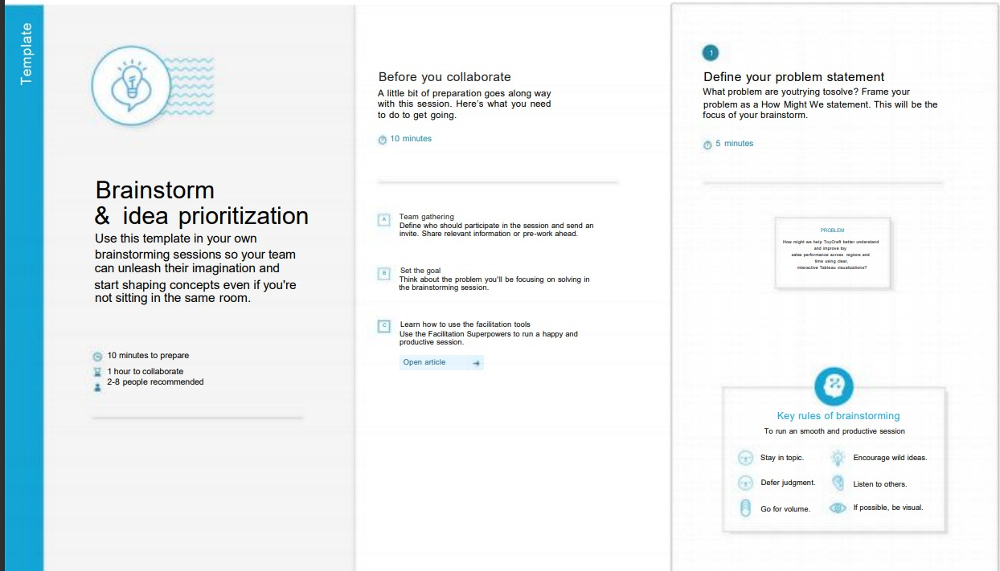 Template
Brainstorm
& idea prioritization
Use this template in your own
brainstorming sessions so your team
can unleash their imagination and
start shaping concepts even if you're
not sitting in the same room.
10 minutes to prepare
1 hour to collaborate
2-8 people recommended
Before you collaborate
A little bit of preparation goes along way
with this session. Here's what you need
to do to get going.
10 minutes
A
Team gathering
Define who should participate in the session and send an
invite. Share relevant information or pre-work ahead.
B
Set the goal
Think about the problem you'll be focusing on solving in
the brainstorming session.
C
Learn how to use the facilitation tools
Use the Facilitation Superpowers to run a happy and
productive session.
Open article
1
Define your problem statement
What problem are youtrying tosolve? Frame your
problem as a How Might We statement. This will be the
focus of your brainstorm.
5 minutes
PROBLEM
How might we help ToyCraft better understand
and improve toy
sales performance across regions and
time using clear,
interactive Tableau visualizations?
Key rules of brainstorming
To run an smooth and productive session
Stay in topic.
Encourage wild ideas.
Defer judgment.
Listen to others.
Go for volume.
If possible, be visual.